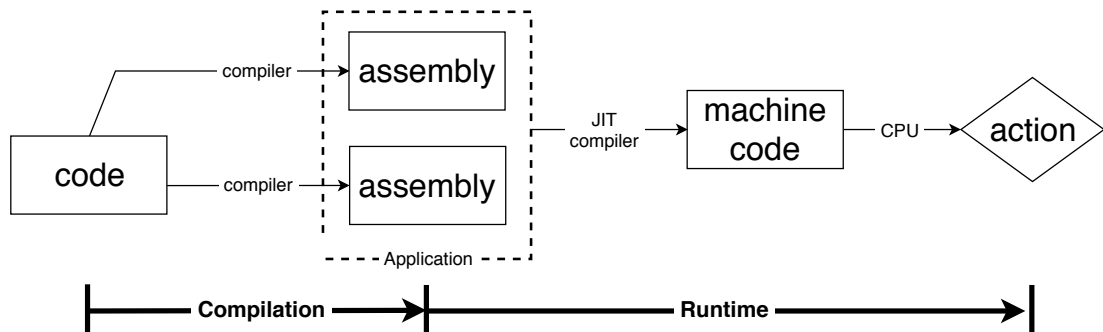 compiler
assembly
code
compiler
assembly
Application
JIT
compiler
machine
code
CPU
action
Compilation
Runtime